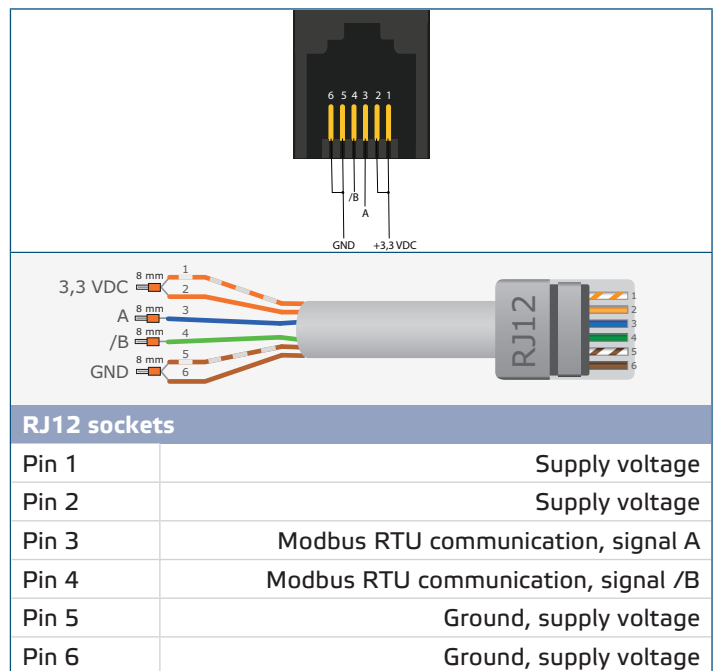 6 5 4 3 2 1
/B
A
GND +3,3 VDC
3,3 VDC 8 mm 1
2
A 8 mm 3
/B 8 mm 4
GND 8 mm 5
6
RJ12
1
2
3
4
5
6
RJ12 sockets
Pin 1 Supply voltage
Pin 2 Supply voltage
Pin 3 Modbus RTU communication, signal A
Pin 4 Modbus RTU communication, signal /B
Pin 5 Ground, supply voltage
Pin 6 Ground, supply voltage